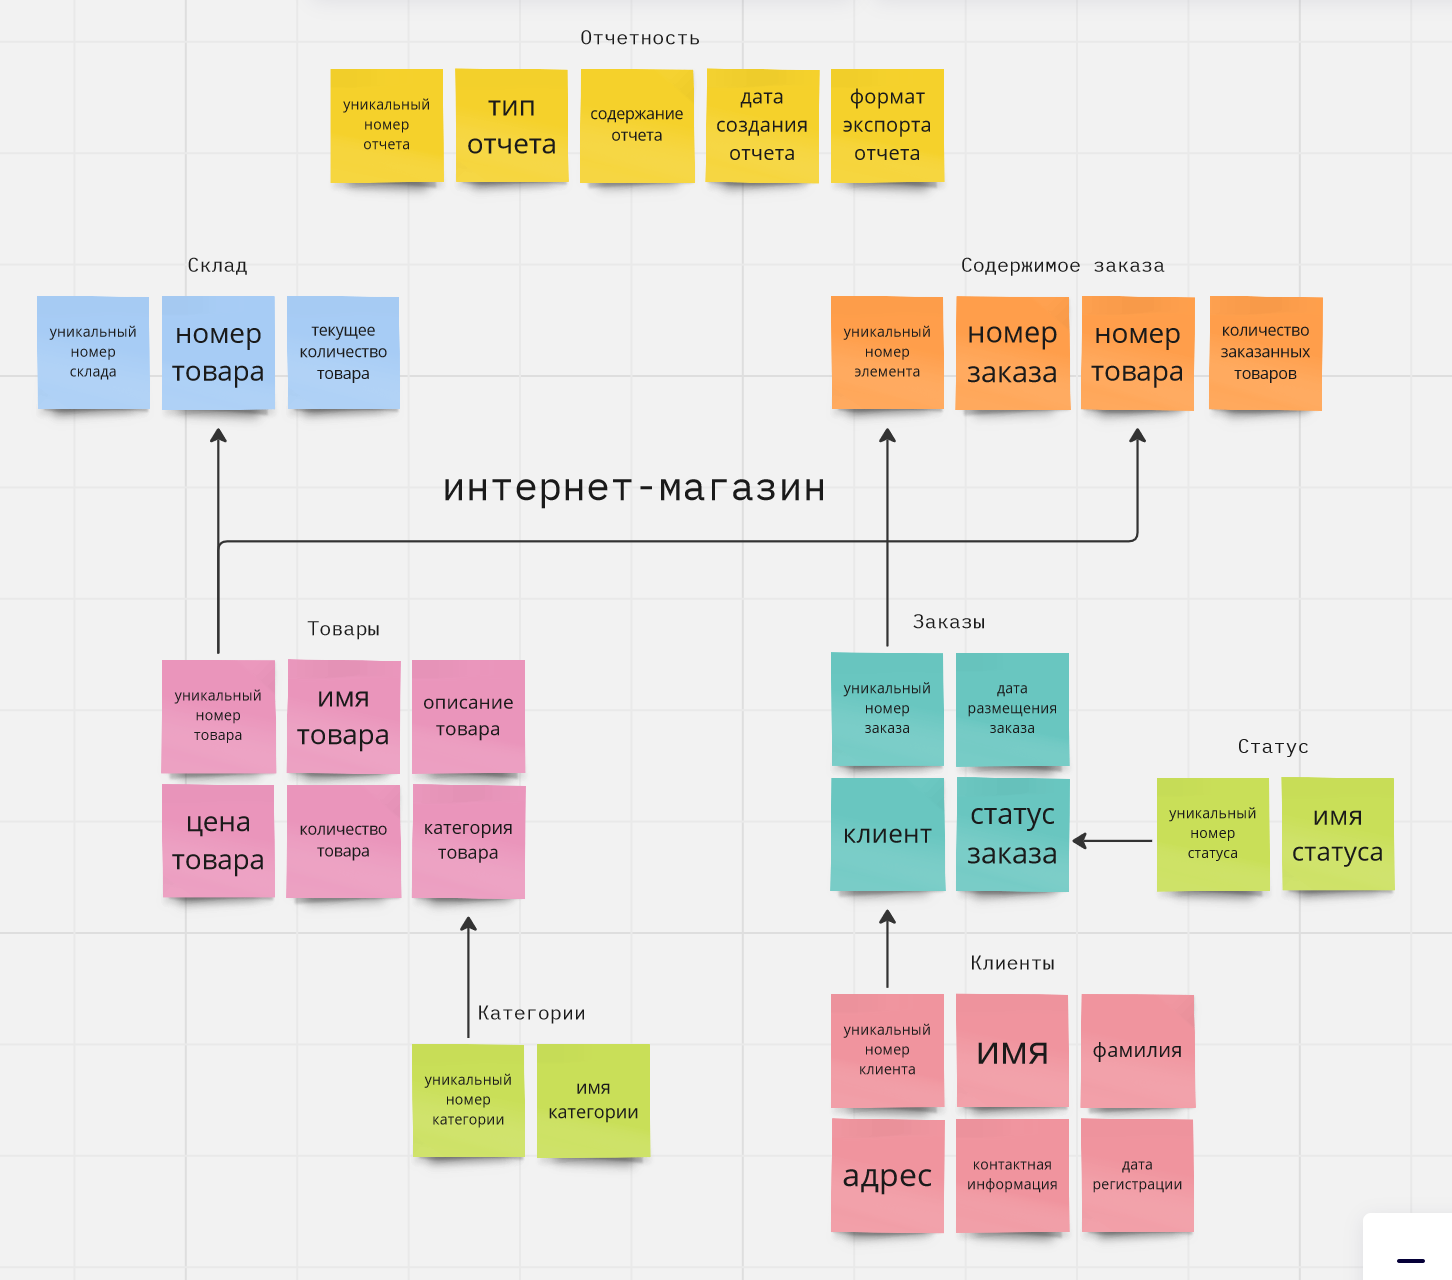 Отчетность
уникальный
номер
отчета
тип
отчета
содержание
отчета
дата
создания
отчета
формат
экспорта
отчета
Склад
уникальный
номер
склада
номер
товара
текущее
количество
товара
Содержимое заказа
уникальный
номер
элемента
номер
заказа
номер
товара
количество
заказанных
товаров
интернет-магазин
Товары
уникальный
номер
товара
имя
товара
описание
товара
цена
товара
количество
товара
категория
товара
Категории
уникальный
номер
категории
имя
категории
Заказы
уникальный
номер
заказа
дата
размещения
заказа
клиент
статус
заказа
Статус
уникальный
номер
статуса
имя
статуса
Клиенты
уникальный
номер
клиента
имя
фамилия
адрес
контактная
информация
дата
регистрации